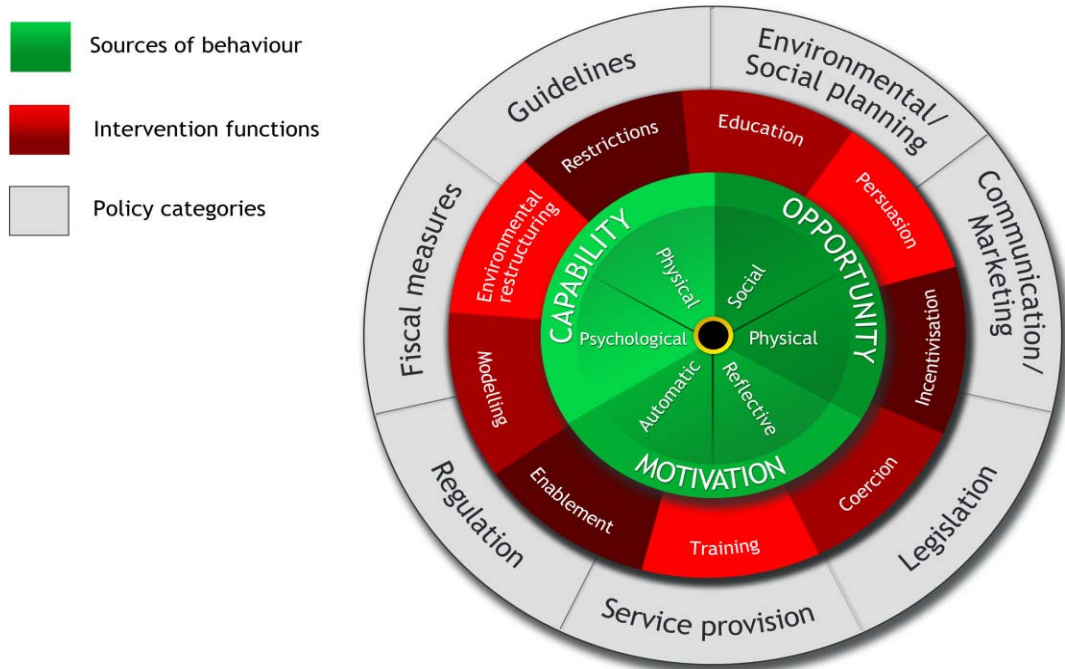 Sources of behaviour
Intervention functions
Policy categories
Guidelines
Environmental/
Social planning
Communication/
Marketing
Legislation
Service provision
Regulation
Fiscal measures
Restrictions
Education
Persuasion
Incentivisation
Coercion
Training
Enablement
Modelling
Environmental
restructuring
CAPABILITY
OPPORTUNITY
MOTIVATION
Physical
Social
Physical
Reflective
Automatic
Psychological